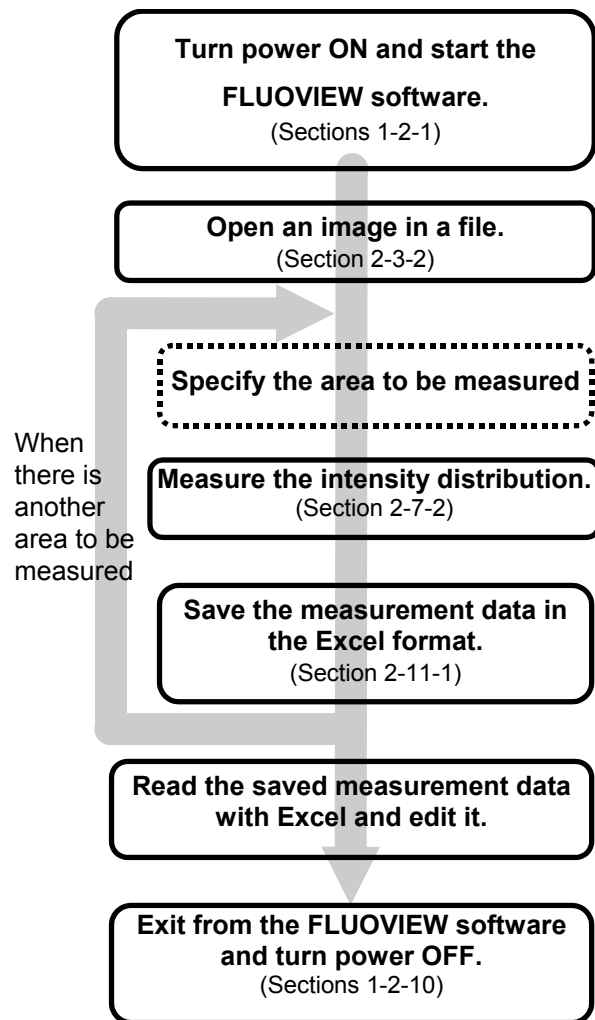 Turn power ON and start the
FLUOVIEW software.
(Sections 1-2-1)
Open an image in a file.
(Section 2-3-2)
Specify the area to be measured
When
there is
another
area to be
measured
Measure the intensity distribution.
(Section 2-7-2)
Save the measurement data in
the Excel format.
(Section 2-11-1)
Read the saved measurement data
with Excel and edit it.
Exit from the FLUOVIEW software
and turn power OFF.
(Sections 1-2-10)